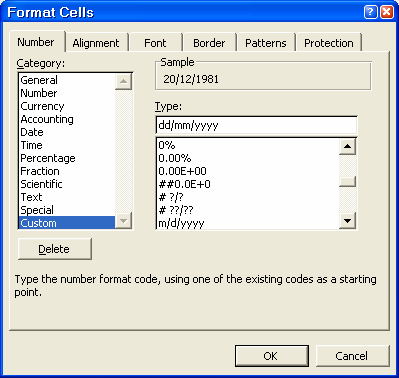 Format Cells
Number Alignment Font Border Patterns Protection
Category:
General
Number
Currency
Accounting
Date
Time
Percentage
Fraction
Scientific
Text
Special
Custom
Sample
20/12/1981
Type:
dd/mm/yyyy
0%
0.00%
0.00E+00
##0.0E+0
# ?/?
# ??/??
m/d/yyyy
Delete
Type the number format code, using one of the existing codes as a starting
point.
OK Cancel